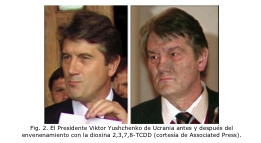 Fig. 2. El Presidente Viktor Yushchenko de Ucrania antes y después del
envenenamiento con la dioxina 2,3,7,8-TCDD (cortesía de Associated Press).